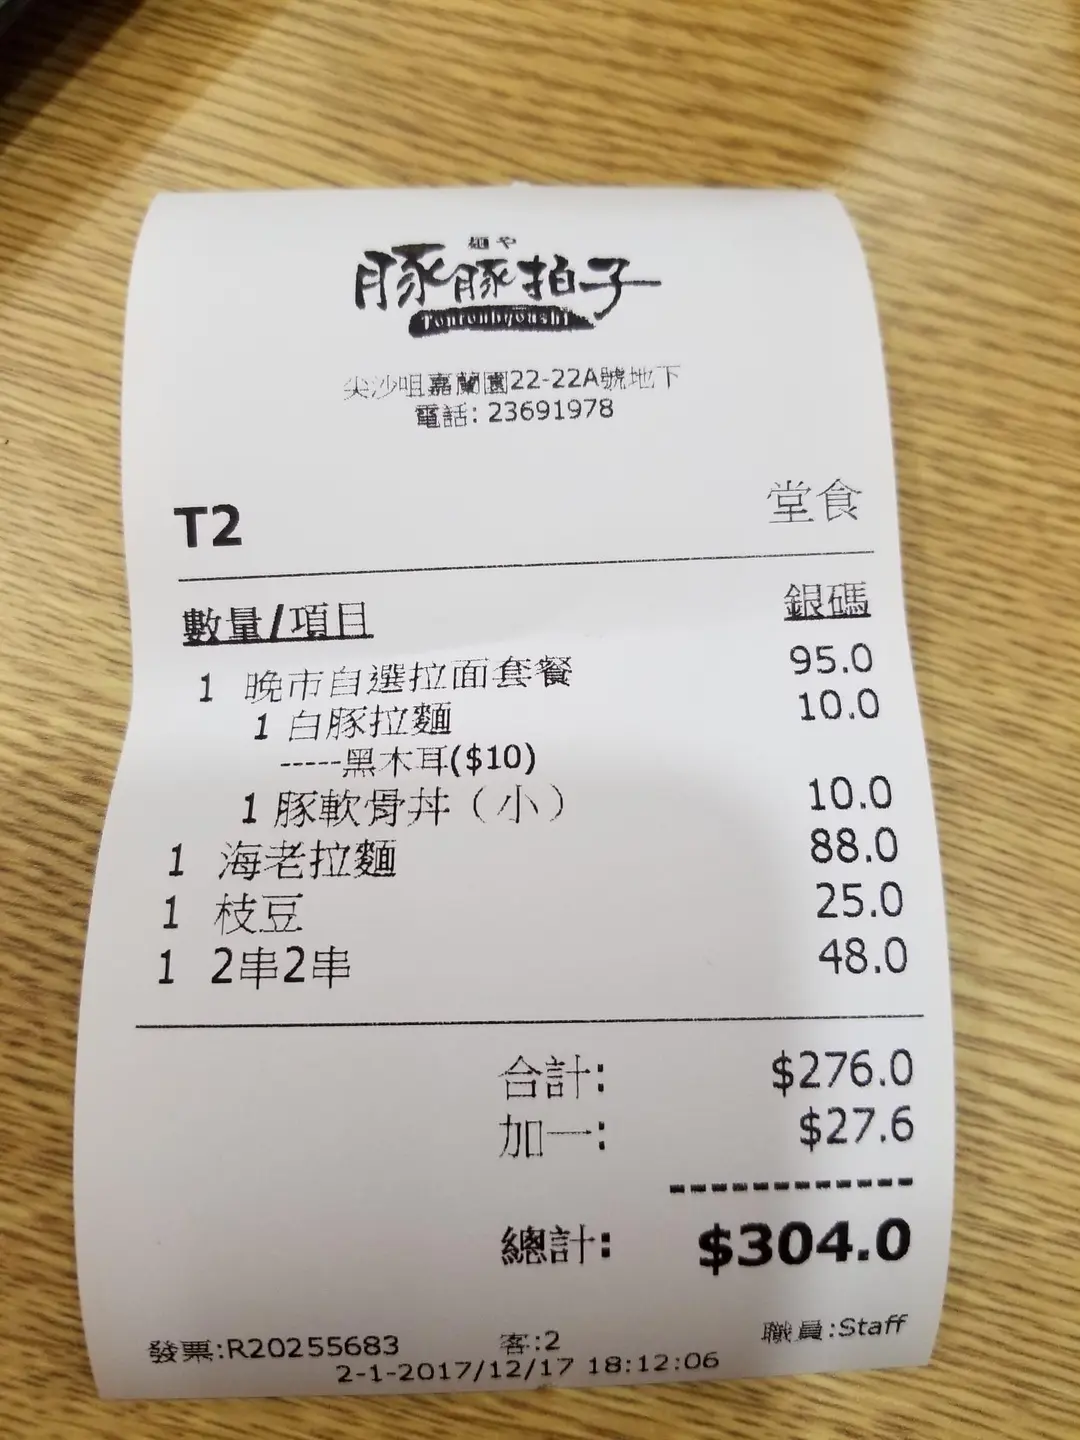 麺や
豚豚拍子
Tontonbyoushi
尖沙咀嘉蘭圍22-22A號地下
電話: 23691978
T2 堂食
數量/項目 銀碼
1 晚市自選拉面套餐 95.0
1 白豚拉麵 10.0
-----黑木耳($10)
1 豚軟骨丼（小） 10.0
1 海老拉麵 88.0
1 枝豆 25.0
1 2串2串 48.0
合計: $276.0
加一: $27.6
------------
總計: $304.0
發票:R20255683 客:2 職員:Staff
2-1-2017/12/17 18:12:06